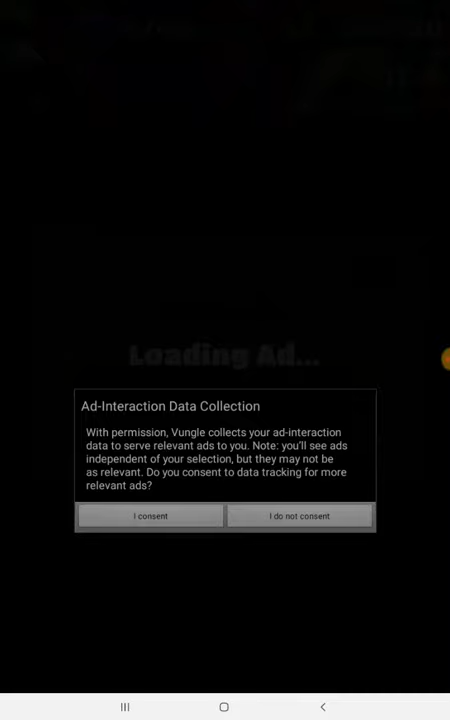 Loading Ad...
Ad-Interaction Data Collection
With permission, Vungle collects your ad-interaction
data to serve relevant ads to you. Note: you'll see ads
independent of your selection, but they may not be
as relevant. Do you consent to data tracking for more
relevant ads?
I consent
I do not consent